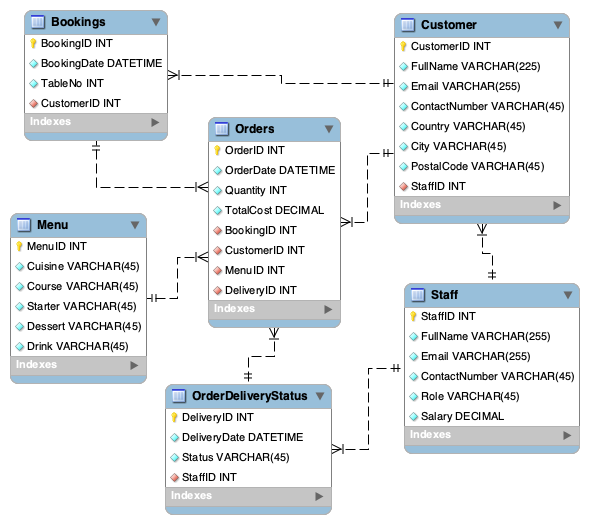 Bookings
BookingID INT
BookingDate DATETIME
TableNo INT
CustomerID INT
Indexes
Customer
CustomerID INT
FullName VARCHAR(225)
Email VARCHAR(255)
ContactNumber VARCHAR(45)
Country VARCHAR(45)
City VARCHAR(45)
PostalCode VARCHAR(45)
StaffID INT
Indexes
Orders
OrderID INT
OrderDate DATETIME
Quantity INT
TotalCost DECIMAL
BookingID INT
CustomerID INT
MenuID INT
DeliveryID INT
Indexes
Menu
MenuID INT
Cuisine VARCHAR(45)
Course VARCHAR(45)
Starter VARCHAR(45)
Dessert VARCHAR(45)
Drink VARCHAR(45)
Indexes
Staff
StaffID INT
FullName VARCHAR(255)
Email VARCHAR(255)
ContactNumber VARCHAR(45)
Role VARCHAR(45)
Salary DECIMAL
Indexes
OrderDeliveryStatus
DeliveryID INT
DeliveryDate DATETIME
Status VARCHAR(45)
StaffID INT
Indexes